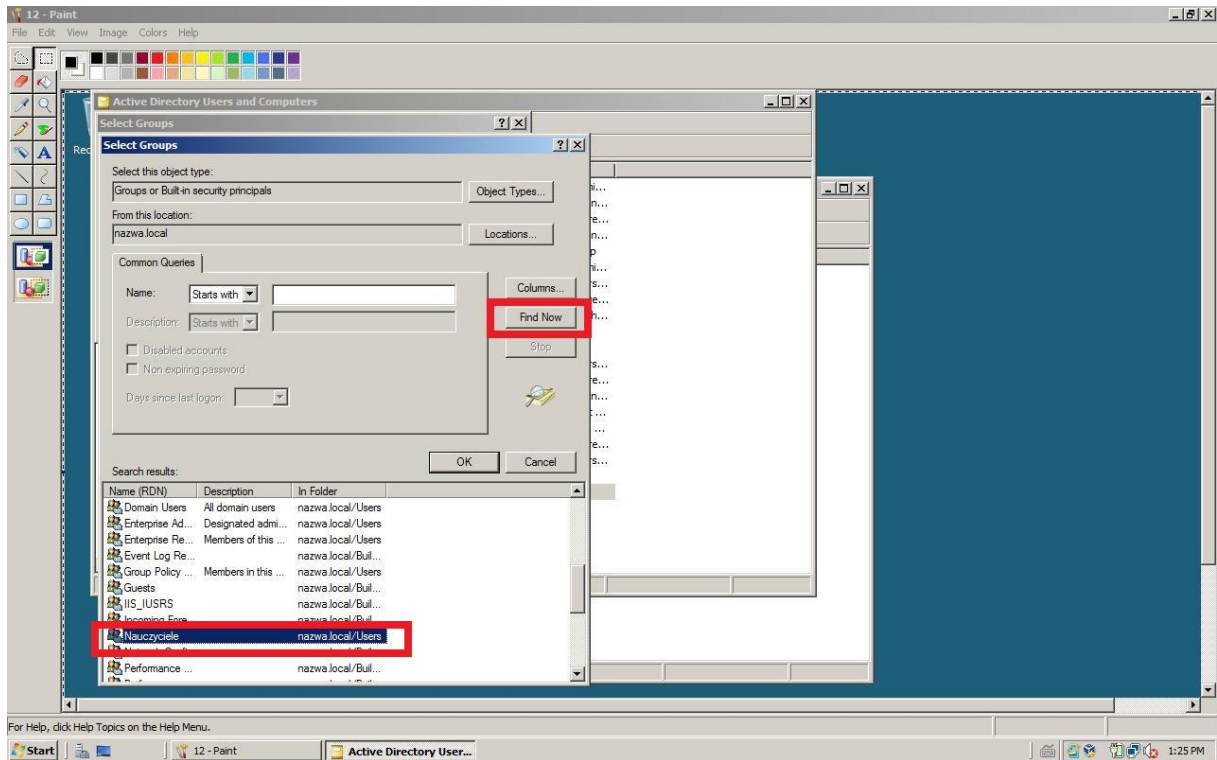 12 - Paint
File Edit View Image Colors Help
Active Directory Users and Computers
Select Groups
Select Groups
Rec
Select this object type:
Groups or Built-in security principals
Object Types...
From this location:
nazwa.local
Locations...
Common Queries
Name: Starts with
Columns...
Description: Starts with
Find Now
Disabled accounts
Stop
Non expiring password
Days since last logon:
OK
Cancel
Search results:
Name (RDN) Description In Folder
Domain Users All domain users nazwa.local/Users
Enterprise Ad... Designated admi... nazwa.local/Users
Enterprise Re... Members of this ... nazwa.local/Users
Event Log Re... nazwa.local/Buil...
Group Policy ... Members in this ... nazwa.local/Users
Guests nazwa.local/Buil...
IIS_IUSRS nazwa.local/Buil...
Incoming Fore... nazwa.local/Buil...
Nauczyciele nazwa.local/Users
Performance ... nazwa.local/Buil...
For Help, click Help Topics on the Help Menu.
Start
12 - Paint
Active Directory User...
1:25 PM